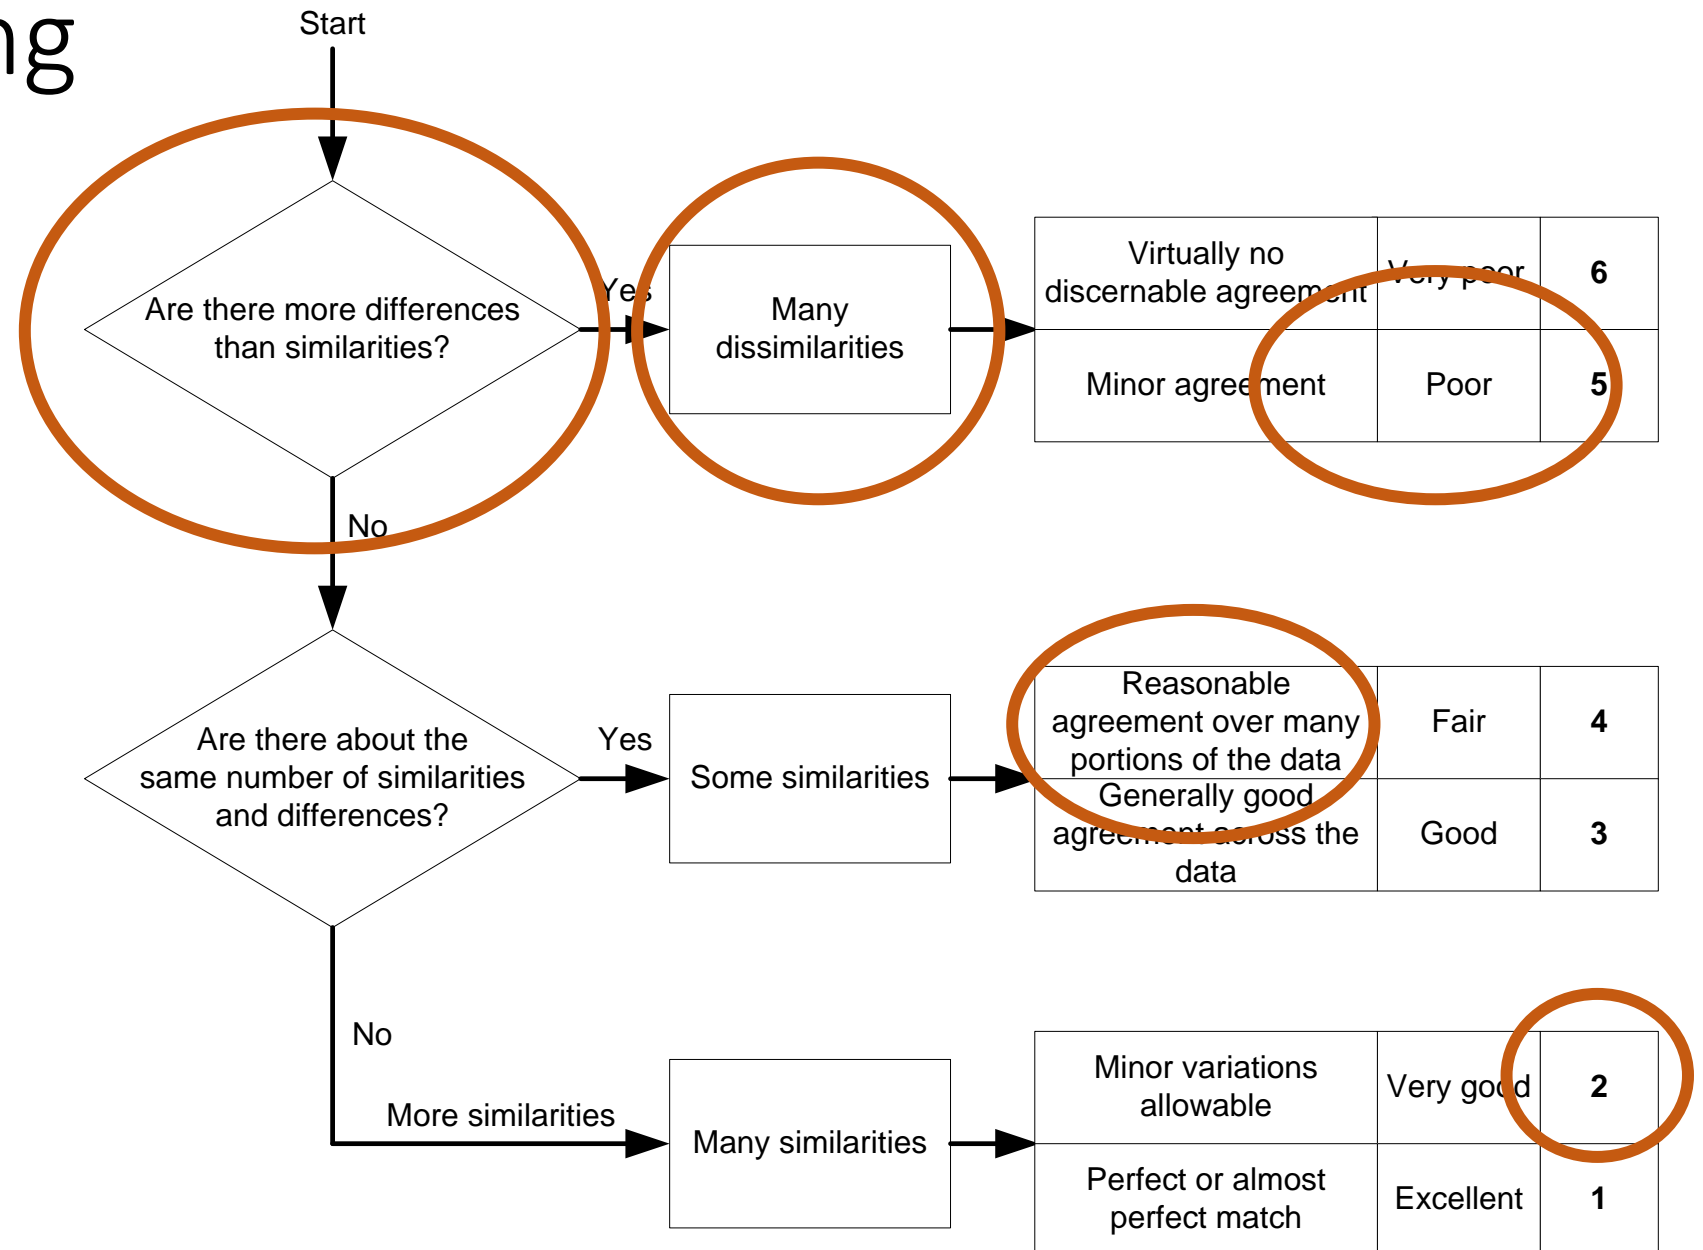 ng
Start
Are there more differences
than similarities?
Yes
Many
dissimilarities
Virtually no
discernable agreement
Very poor
6
Minor agreement
Poor
5
No
Are there about the
same number of similarities
and differences?
Yes
Some similarities
Reasonable
agreement over many
portions of the data
Fair
4
Generally good
agreement across the
data
Good
3
No
More similarities
Many similarities
Minor variations
allowable
Very good
2
Perfect or almost
perfect match
Excellent
1